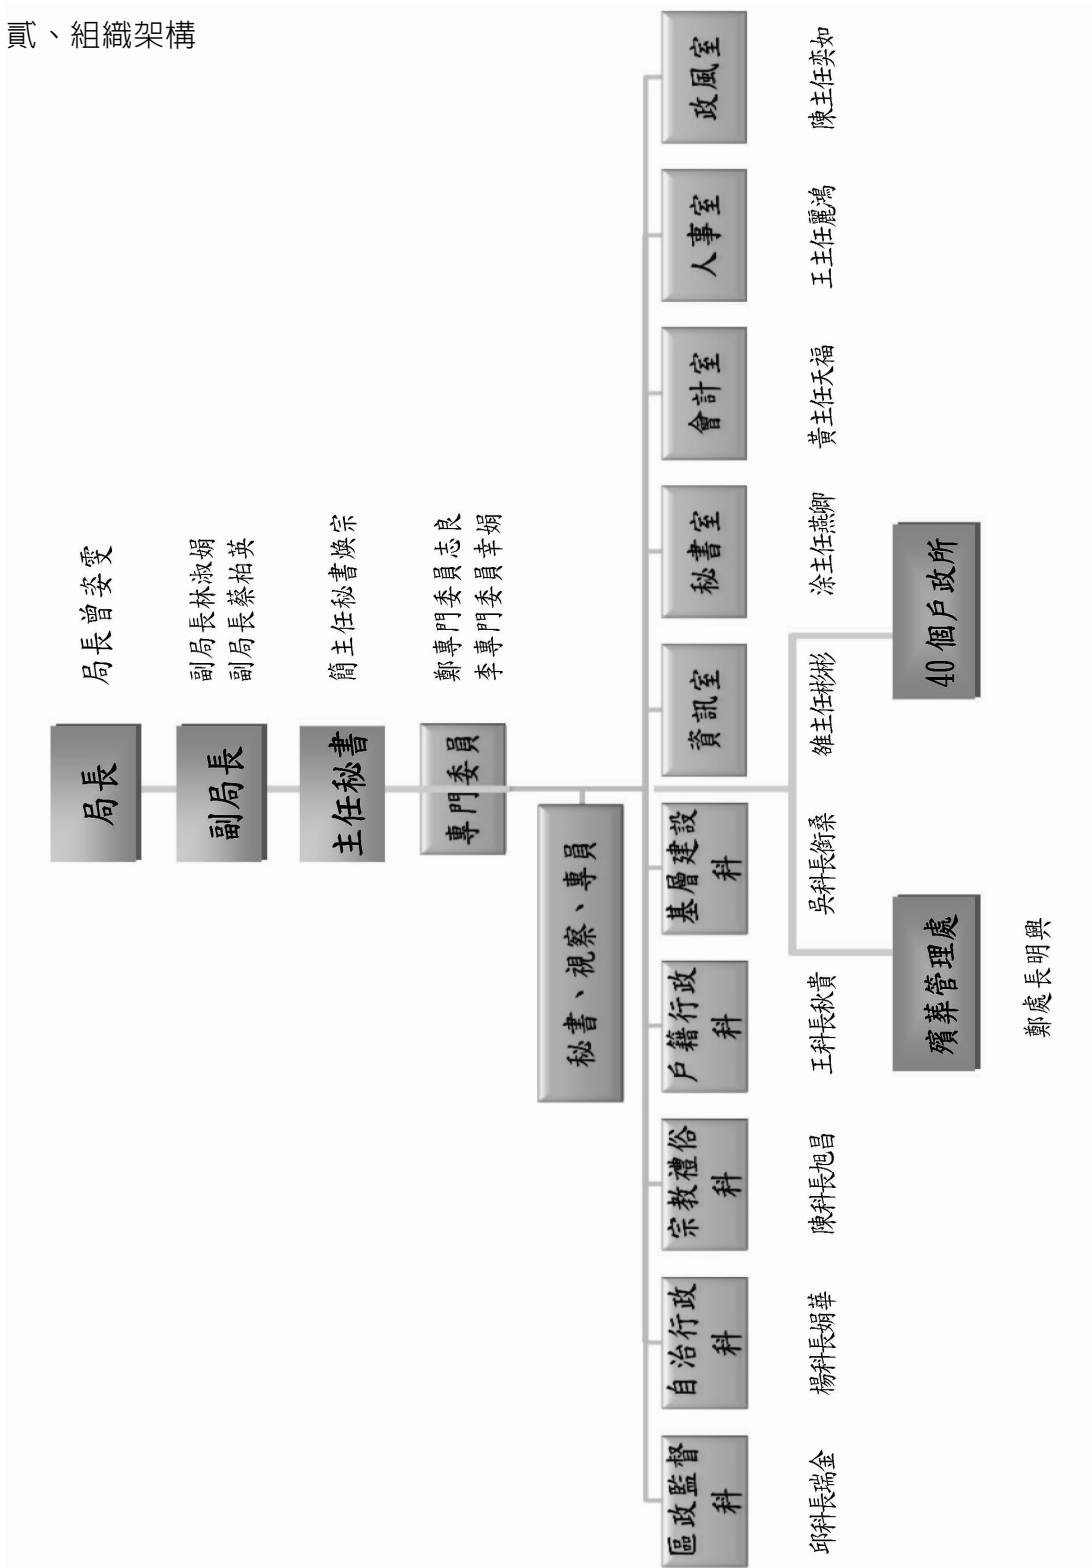 貳、組織架構
局長
局長曾姿雯
副局長
副局長林淑娟
副局長蔡柏英
主任秘書
簡主任秘書煥宗
專門委員
鄭專門委員志良
李專門委員幸娟
秘書、視察、專員
區政監督
科
自治行政
科
宗教禮俗
科
戶籍行政
科
基層建設
科
資訊室
秘書室
會計室
人事室
政風室
邱科長瑞金
楊科長娟華
陳科長旭昌
王科長秋貴
吳科長銜桑
雒主任彬彬
涂主任燕卿
黃主任天福
王主任麗鴻
陳主任奕如
殯葬管理處
40個戶政所
鄭處長明興